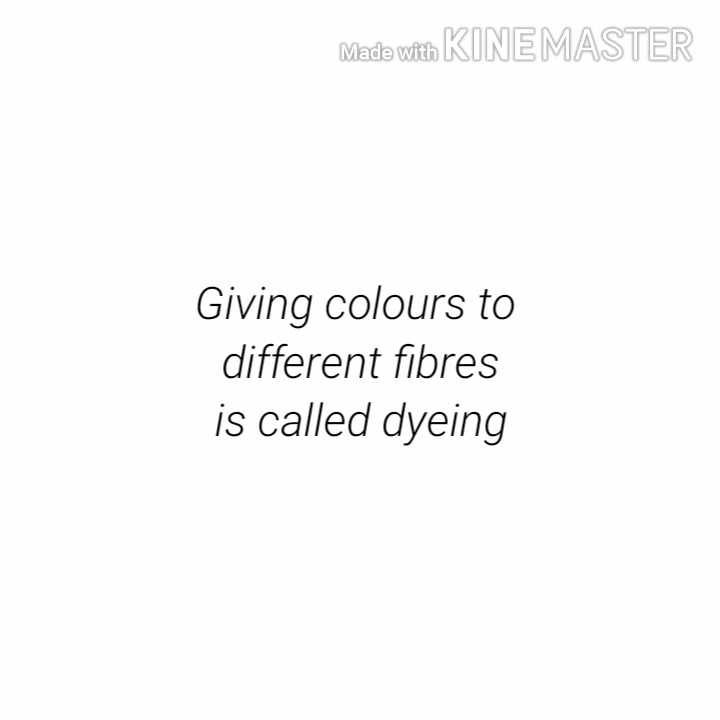 Made with KINEMASTER
Giving colours to
different fibres
is called dyeing